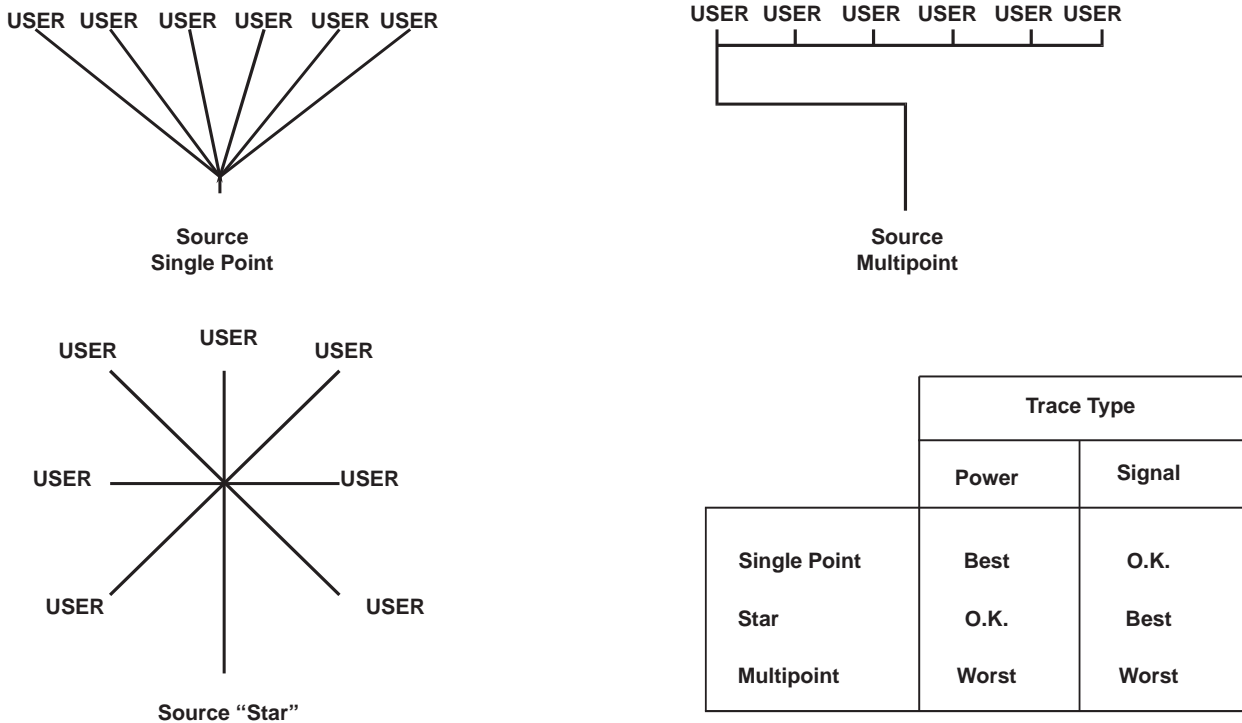 USER USER USER USER USER USER
Source
Single Point
USER USER USER USER USER USER
Source
Multipoint
USER
USER
USER
USER
USER
USER
USER
Source “Star”
Trace Type
Power Signal
Single Point Best O.K.
Star O.K. Best
Multipoint Worst Worst